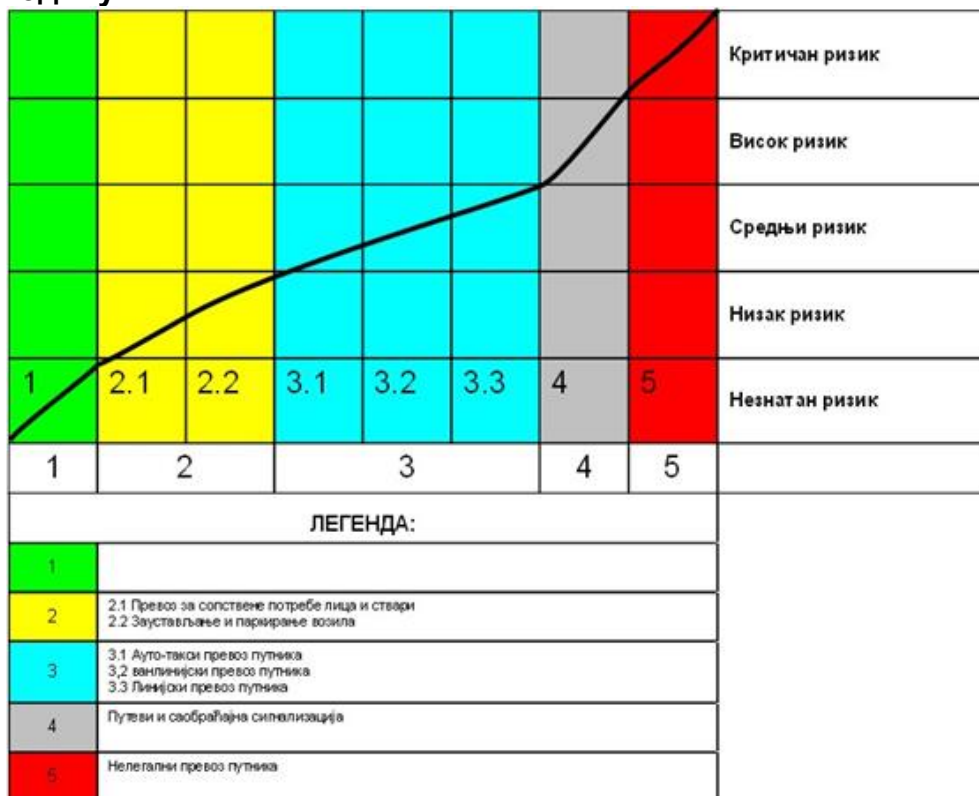 Критичан ризик
Висок ризик
Средњи ризик
Низак ризик
1 2.1 2.2 3.1 3.2 3.3 4 5 Незнатан ризик
1 2 3 4 5
ЛЕГЕНДА:
1
2 2.1 Превоз за сопствене потребе лица и ствари
2.2 Заустављање и паркирање возила
3 3.1 Ауто-такси превоз путника
3,2 ванлинијски превоз путника
3.3 Линијски превоз путника
4 Путеви и саобраћајна сигнализација
5 Нелегални превоз путника